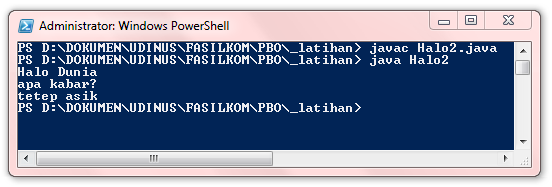 Administrator: Windows PowerShell
PS D:\DOKUMEN\UDINUS\FASILKOM\PBO\_latihan> javac Halo2.java
PS D:\DOKUMEN\UDINUS\FASILKOM\PBO\_latihan> java Halo2
Halo Dunia
apa kabar?
tetep asik
PS D:\DOKUMEN\UDINUS\FASILKOM\PBO\_latihan>